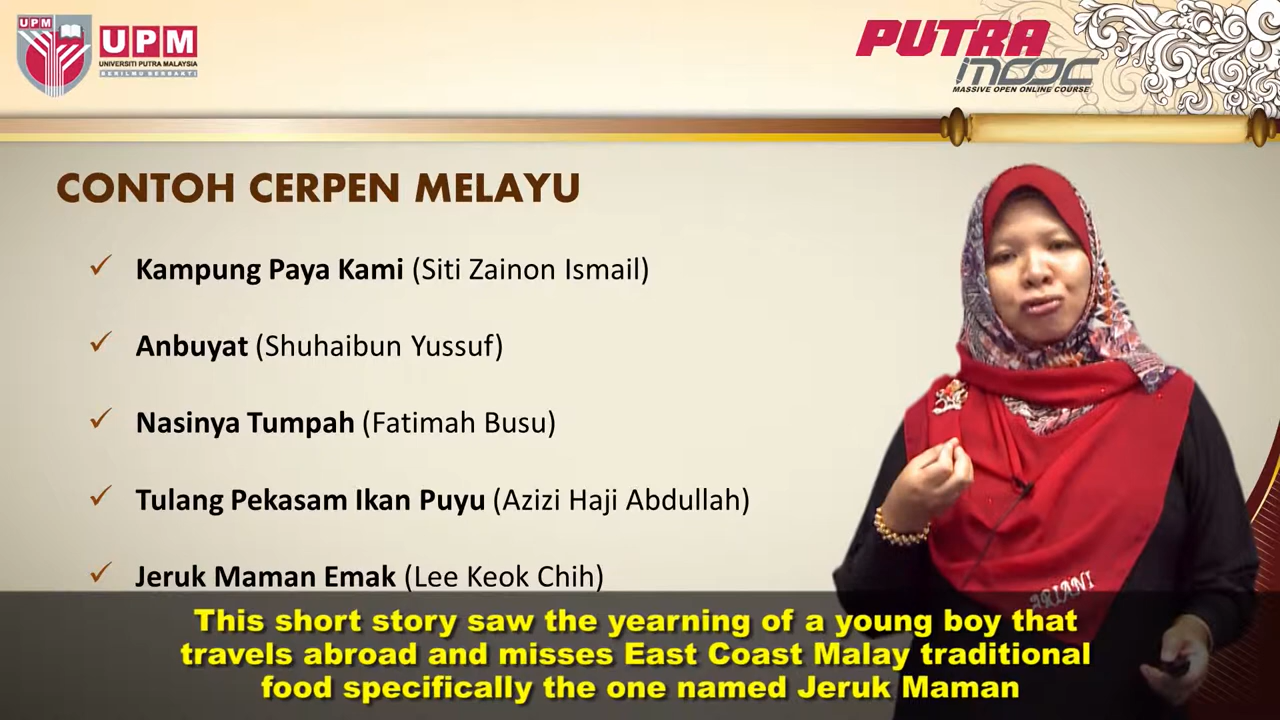 UPM
UPM
UNIVERSITI PUTRA MALAYSIA
BERILMU BERBAKTI
PUTRA
MOOC
MASSIVE OPEN ONLINE COURSE
CONTOH CERPEN MELAYU
Kampung Paya Kami (Siti Zainon Ismail)
Anbuyat (Shuhaibun Yussuf)
Nasinya Tumpah (Fatimah Busu)
Tulang Pekasam Ikan Puyu (Azizi Haji Abdullah)
Jeruk Maman Emak (Lee Keok Chih)
ARIANI
This short story saw the yearning of a young boy that
travels abroad and misses East Coast Malay traditional
food specifically the one named Jeruk Maman